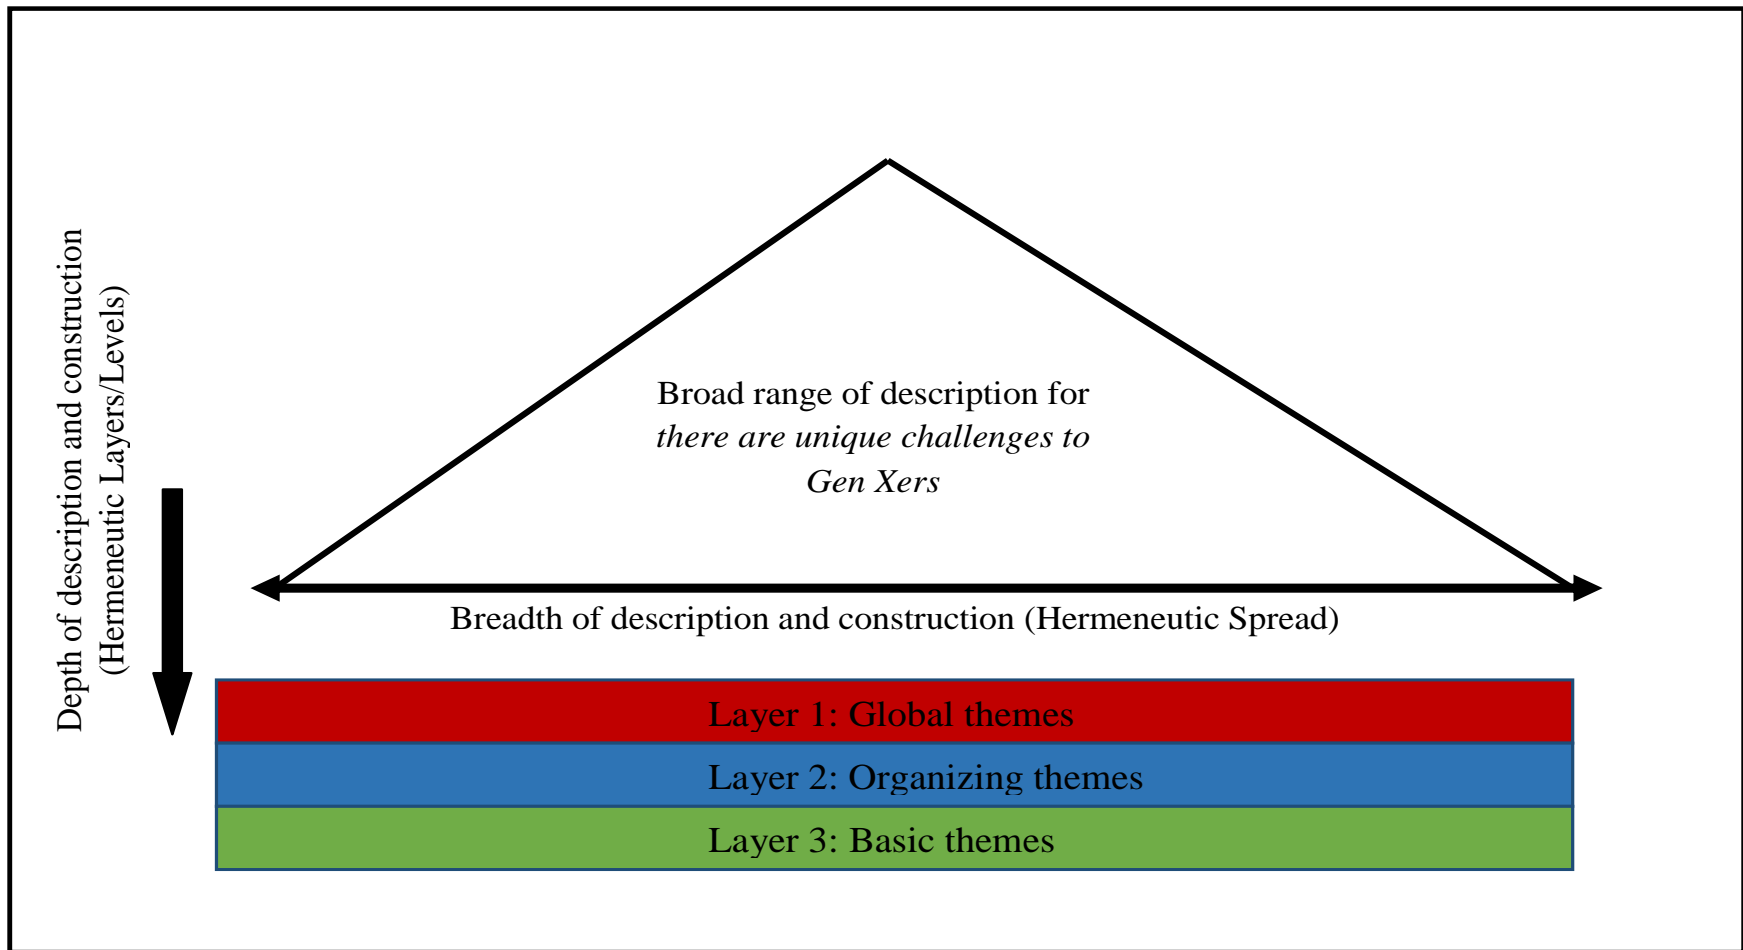 Depth of description and construction
(Hermeneutic Layers/Levels)
Broad range of description for
there are unique challenges to
Gen Xers
Breadth of description and construction (Hermeneutic Spread)
Layer 1: Global themes
Layer 2: Organizing themes
Layer 3: Basic themes